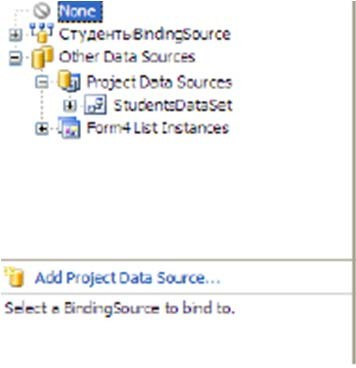 None
СтудентыBindingSource
Other Data Sources
Project Data Sources
StudentsDataSet
Form4 List Instances
Add Project Data Source...
Select a BindingSource to bind to.